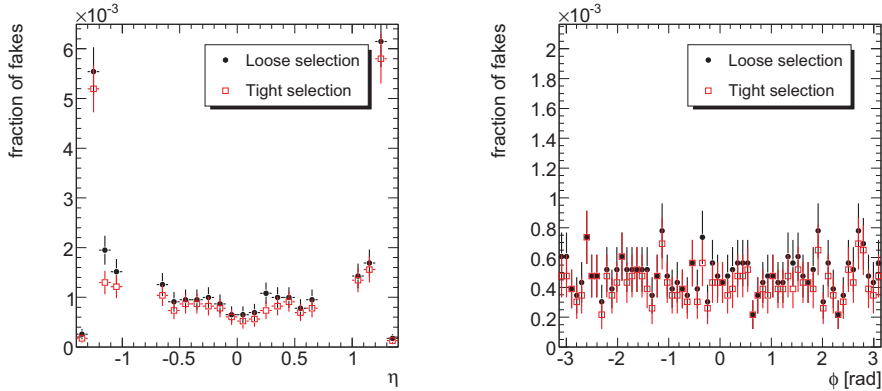 ×10⁻³
fraction of fakes
6
5
4
3
2
1
0
Loose selection
Tight selection
-1 -0.5 0 0.5 1
η
×10⁻³
fraction of fakes
2
1.8
1.6
1.4
1.2
1
0.8
0.6
0.4
0.2
0
Loose selection
Tight selection
-3 -2 -1 0 1 2 3
ϕ [rad]